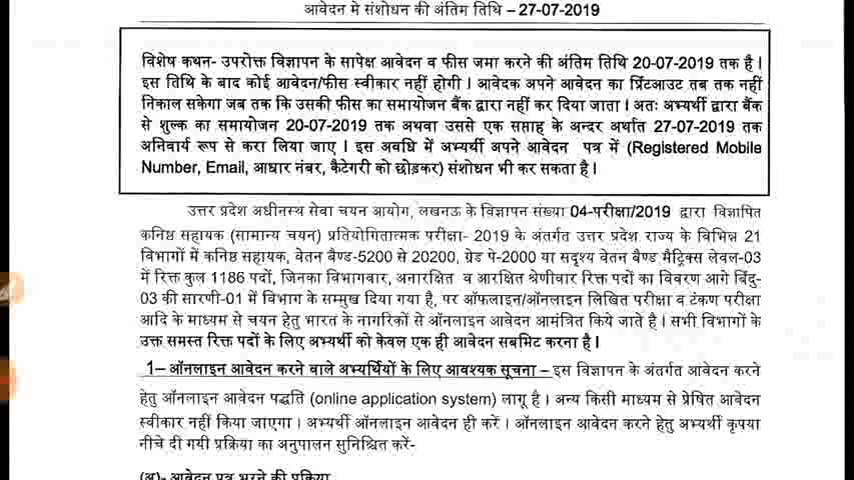 आवेदन मे संशोधन की अंतिम तिथि – 27-07-2019
विशेष कथन- उपरोक्त विज्ञापन के सापेक्ष आवेदन व फीस जमा करने की अंतिम तिथि 20-07-2019 तक है।
इस तिथि के बाद कोई आवेदन/फीस स्वीकार नहीं होगी। आवेदक अपने आवेदन का प्रिंटआउट तब तक नहीं
निकाल सकेगा जब तक कि उसकी फीस का समायोजन बैंक द्वारा नहीं कर दिया जाता। अतः अभ्यर्थी द्वारा बैंक
से शुल्क का समायोजन 20-07-2019 तक अथवा उससे एक सप्ताह के अन्दर अर्थात 27-07-2019 तक
अनिवार्य रूप से करा लिया जाए। इस अवधि में अभ्यर्थी अपने आवेदन पत्र में (Registered Mobile
Number, Email, आधार नंबर, कैटेगरी को छोड़कर) संशोधन भी कर सकता है।
उत्तर प्रदेश अधीनस्थ सेवा चयन आयोग, लखनऊ के विज्ञापन संख्या 04-परीक्षा/2019 द्वारा विज्ञापित
कनिष्ठ सहायक (सामान्य चयन) प्रतियोगितात्मक परीक्षा- 2019 के अंतर्गत उत्तर प्रदेश राज्य के विभिन्न 21
विभागों में कनिष्ठ सहायक, वेतन बैण्ड-5200 से 20200, ग्रेड पे-2000 या सदृश्य वेतन बैण्ड मैट्रिक्स लेवल-03
में रिक्त कुल 1186 पदों, जिनका विभागवार, अनारक्षित व आरक्षित श्रेणीवार रिक्त पदों का विवरण आगे बिंदु-
03 की सारणी-01 में विभाग के सम्मुख दिया गया है, पर ऑफलाइन/ऑनलाइन लिखित परीक्षा व टंकण परीक्षा
आदि के माध्यम से चयन हेतु भारत के नागरिकों से ऑनलाइन आवेदन आमंत्रित किये जाते है। सभी विभागों के
उक्त समस्त रिक्त पदों के लिए अभ्यर्थी को केवल एक ही आवेदन सबमिट करना है।
1– ऑनलाइन आवेदन करने वाले अभ्यर्थियों के लिए आवश्यक सूचना – इस विज्ञापन के अंतर्गत आवेदन करने
हेतु ऑनलाइन आवेदन पद्धति (online application system) लागू है। अन्य किसी माध्यम से प्रेषित आवेदन
स्वीकार नहीं किया जाएगा। अभ्यर्थी ऑनलाइन आवेदन ही करें। ऑनलाइन आवेदन करने हेतु अभ्यर्थी कृपया
नीचे दी गयी प्रक्रिया का अनुपालन सुनिश्चित करें-
(अ)- आवेदन पत्र भरने की प्रक्रिया